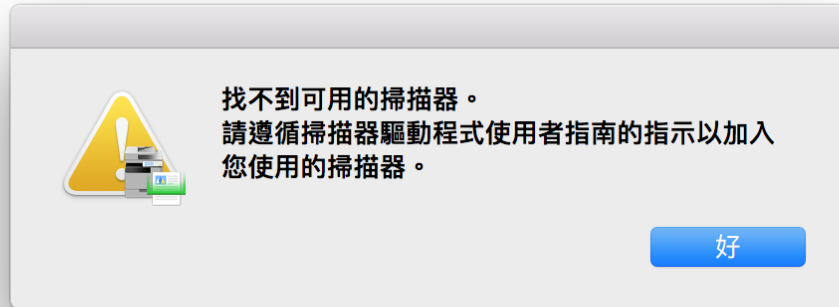 找不到可用的掃描器。
請遵循掃描器驅動程式使用者指南的指示以加入
您使用的掃描器。
好